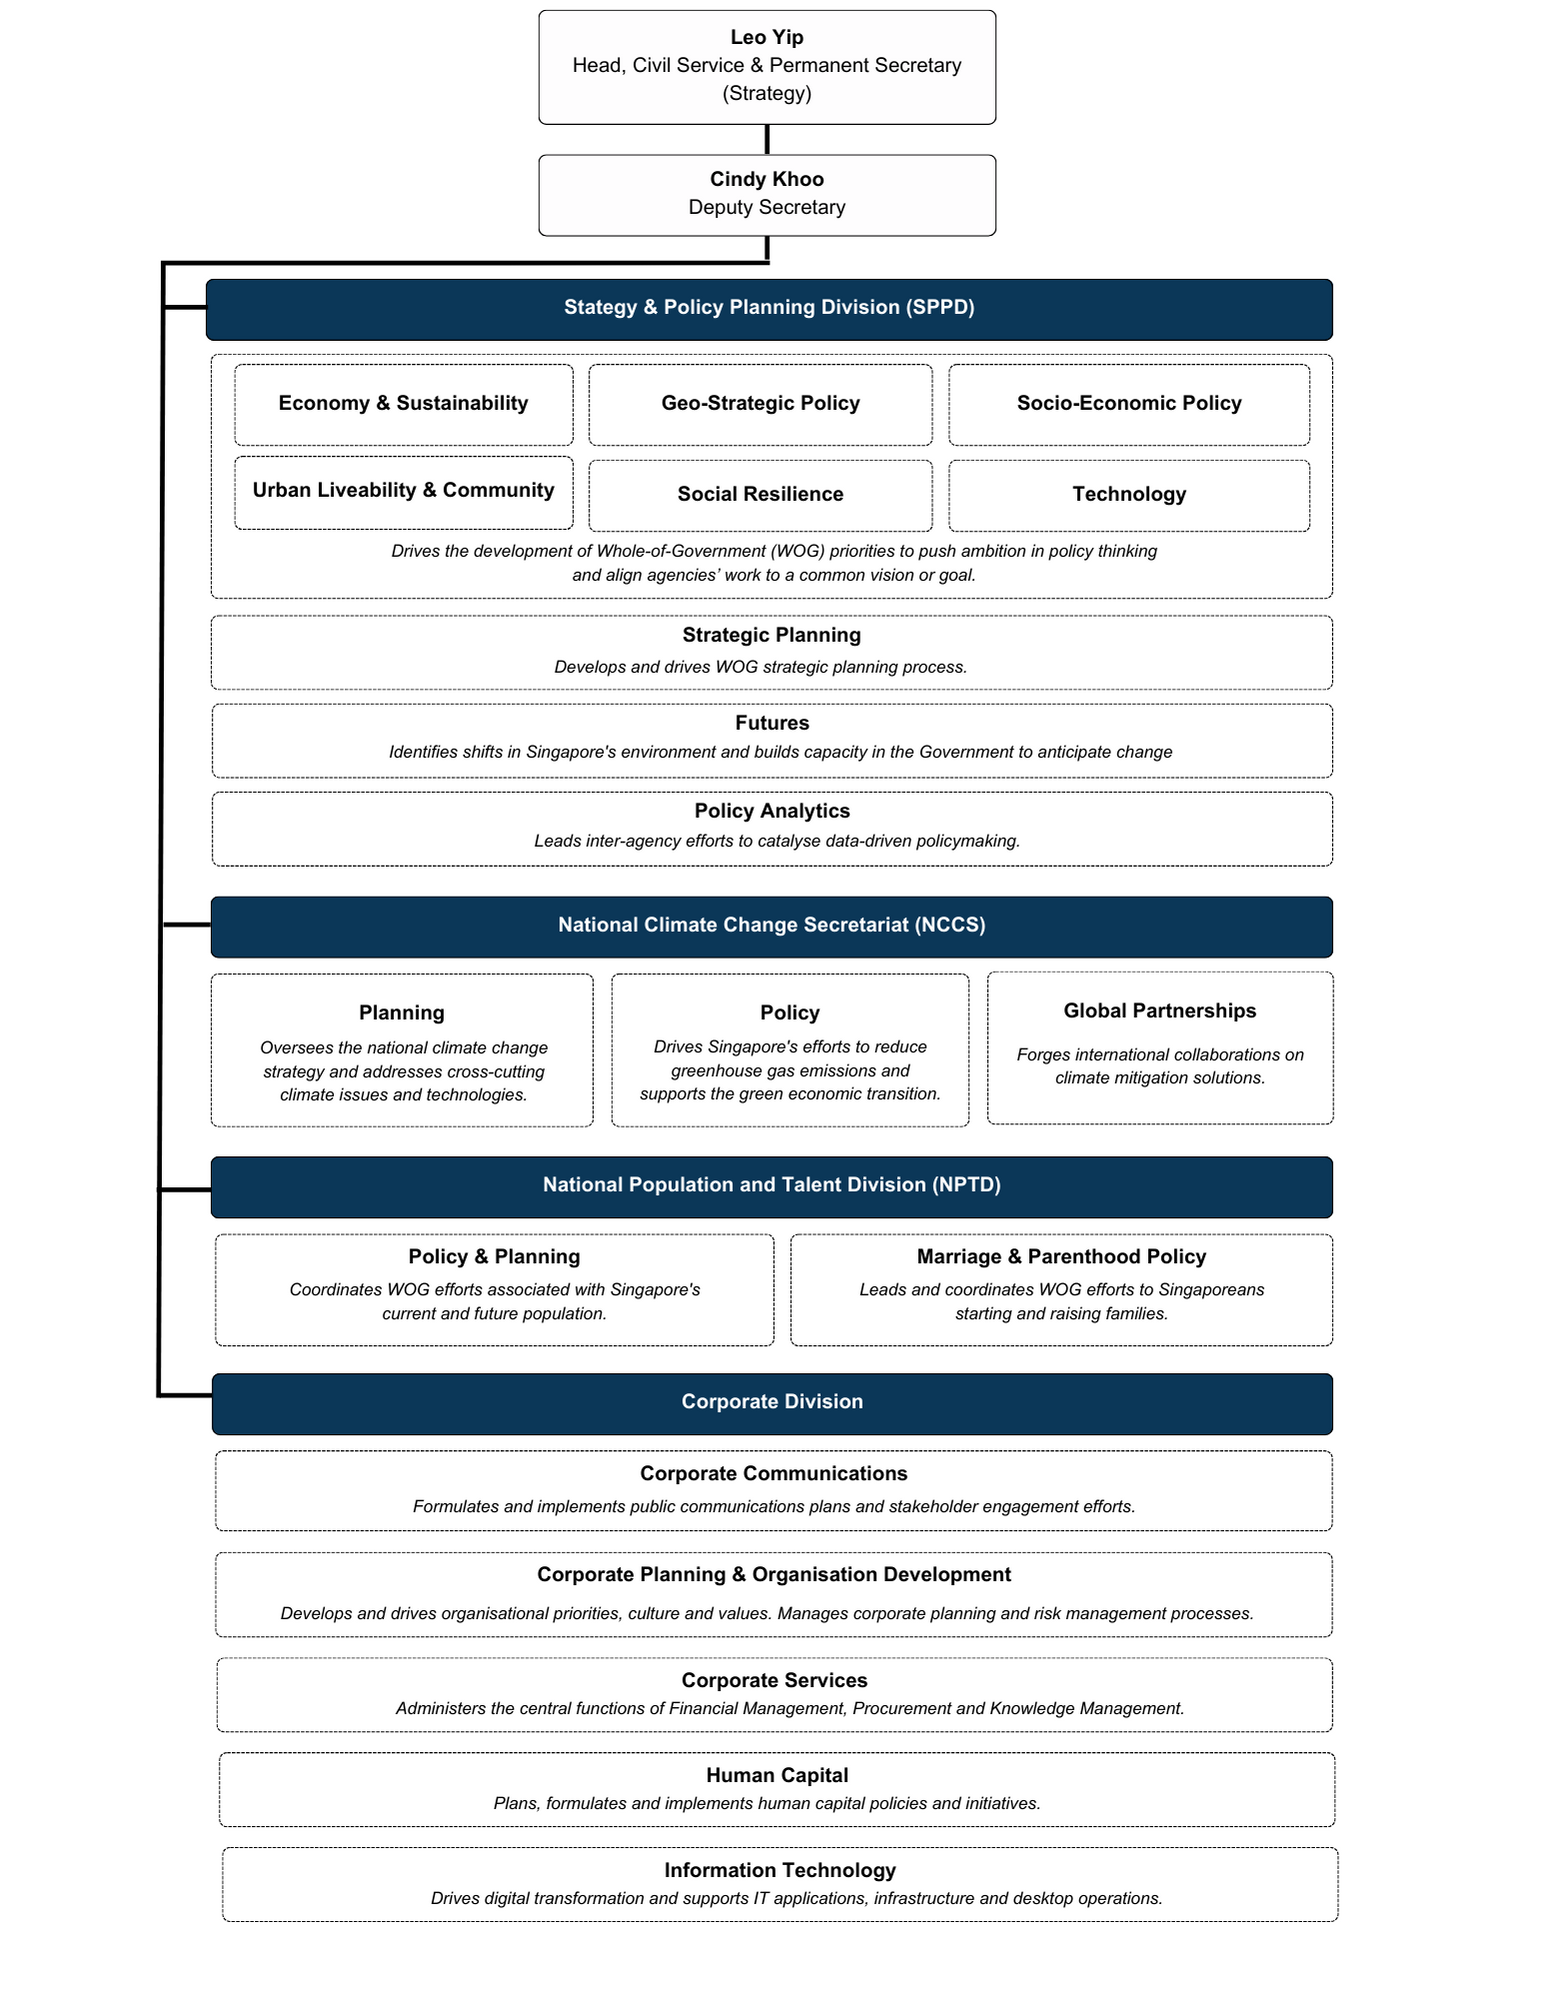 Leo Yip
Head, Civil Service & Permanent Secretary
(Strategy)
Cindy Khoo
Deputy Secretary
Stategy & Policy Planning Division (SPPD)
Economy & Sustainability
Geo-Strategic Policy
Socio-Economic Policy
Urban Liveability & Community
Social Resilience
Technology
Drives the development of Whole-of-Government (WOG) priorities to push ambition in policy thinking
and align agencies’ work to a common vision or goal.
Strategic Planning
Develops and drives WOG strategic planning process.
Futures
Identifies shifts in Singapore's environment and builds capacity in the Government to anticipate change
Policy Analytics
Leads inter-agency efforts to catalyse data-driven policymaking.
National Climate Change Secretariat (NCCS)
Planning
Oversees the national climate change
strategy and addresses cross-cutting
climate issues and technologies.
Policy
Drives Singapore's efforts to reduce
greenhouse gas emissions and
supports the green economic transition.
Global Partnerships
Forges international collaborations on
climate mitigation solutions.
National Population and Talent Division (NPTD)
Policy & Planning
Coordinates WOG efforts associated with Singapore's
current and future population.
Marriage & Parenthood Policy
Leads and coordinates WOG efforts to Singaporeans
starting and raising families.
Corporate Division
Corporate Communications
Formulates and implements public communications plans and stakeholder engagement efforts.
Corporate Planning & Organisation Development
Develops and drives organisational priorities, culture and values. Manages corporate planning and risk management processes.
Corporate Services
Administers the central functions of Financial Management, Procurement and Knowledge Management.
Human Capital
Plans, formulates and implements human capital policies and initiatives.
Information Technology
Drives digital transformation and supports IT applications, infrastructure and desktop operations.